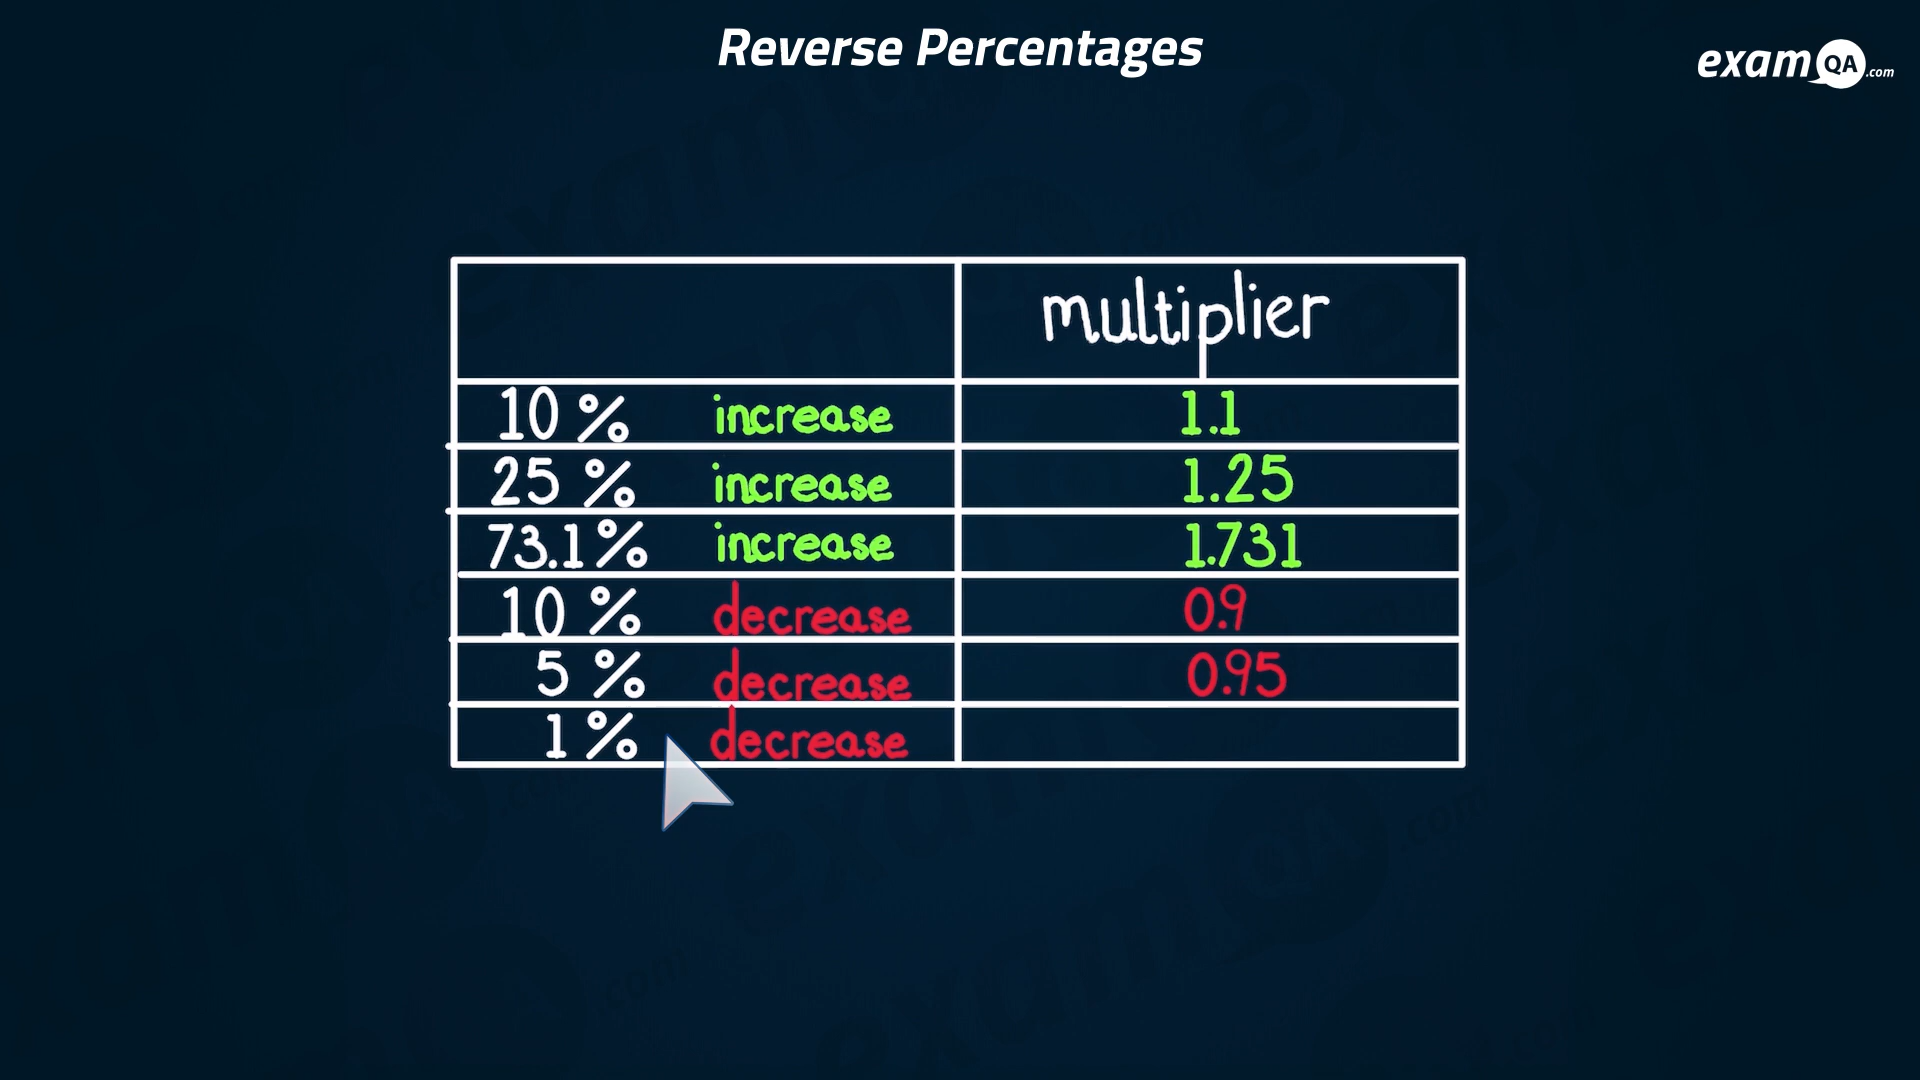 Reverse Percentages
examQA.com
multiplier
10 % increase 1.1
25 % increase 1.25
73.1% increase 1.731
10 % decrease 0.9
5 % decrease 0.95
1 % decrease